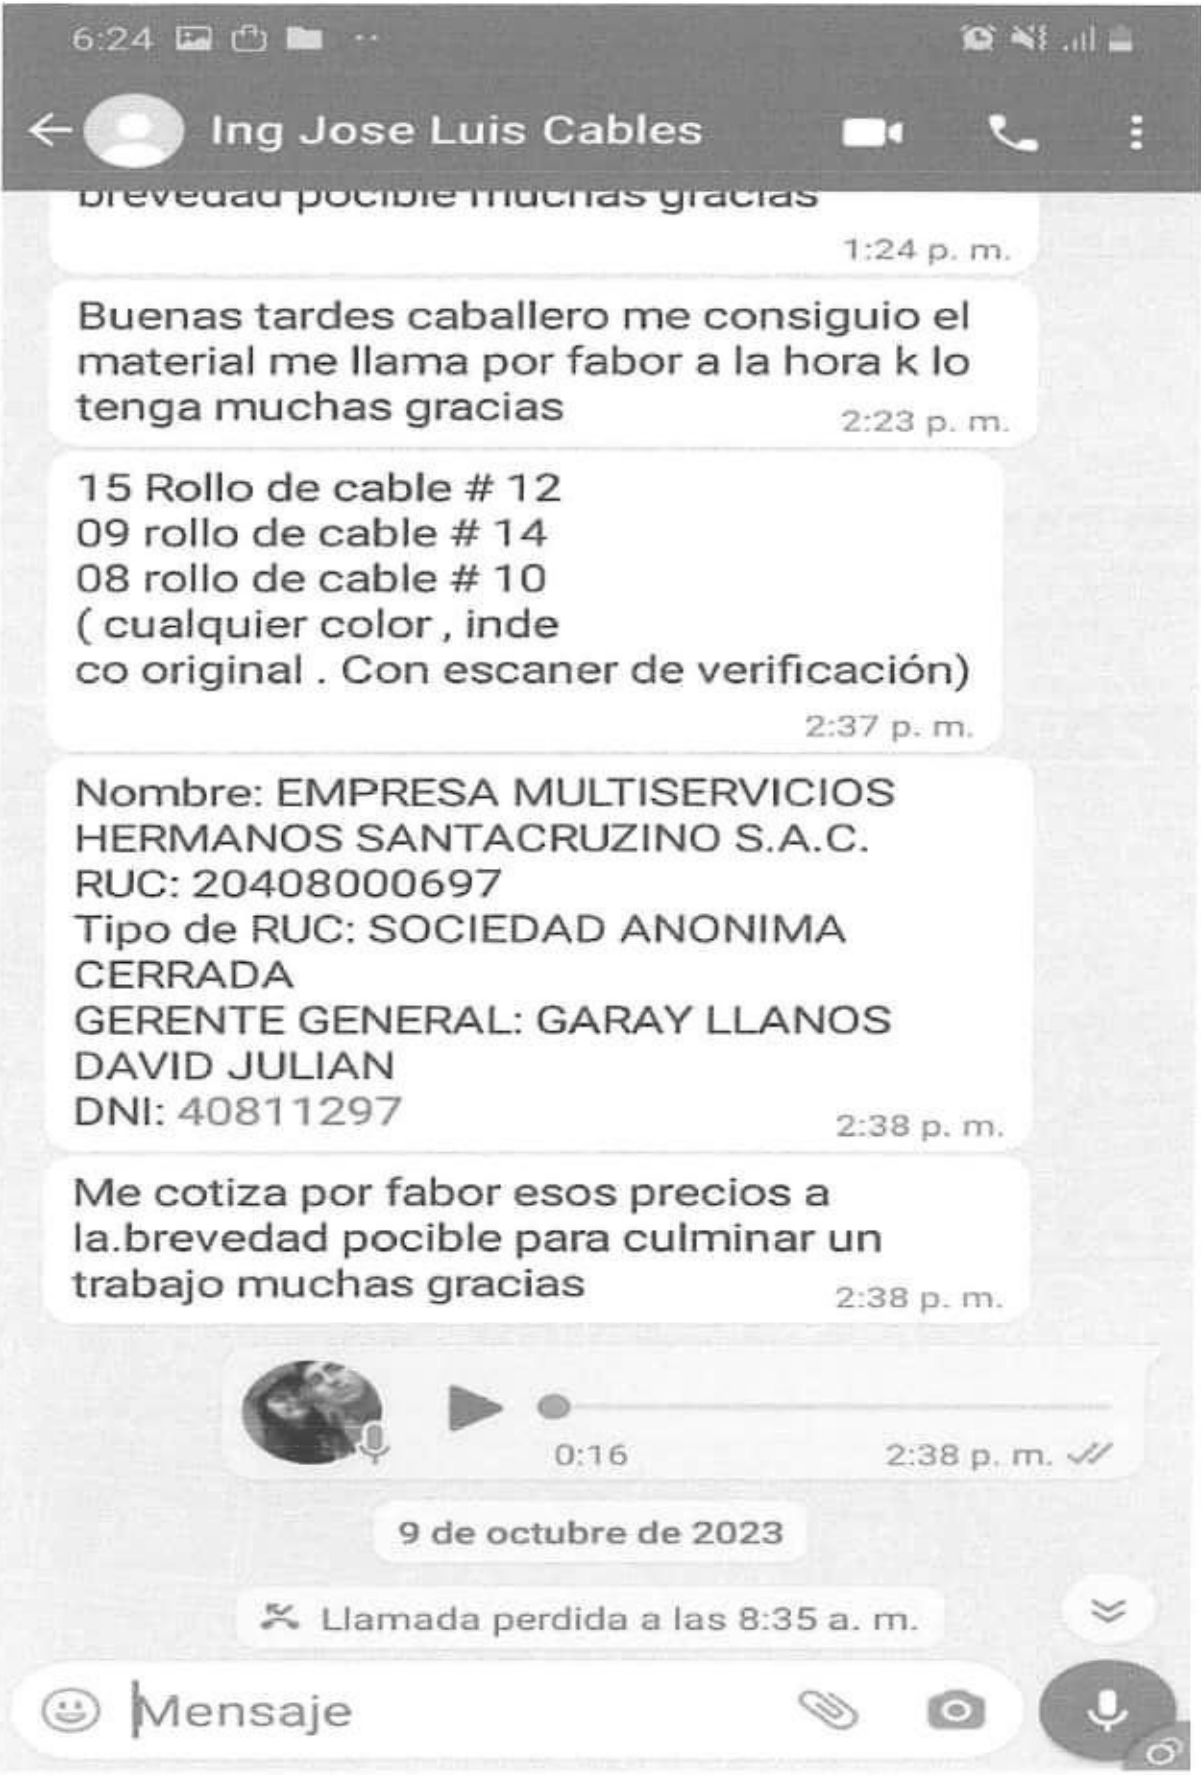 6:24
Ing Jose Luis Cables
brevedad pocible muchas gracias
1:24 p. m.
Buenas tardes caballero me consiguio el
material me llama por fabor a la hora k lo
tenga muchas gracias
2:23 p. m.
15 Rollo de cable # 12
09 rollo de cable # 14
08 rollo de cable # 10
( cualquier color , inde
co original . Con escaner de verificación)
2:37 p. m.
Nombre: EMPRESA MULTISERVICIOS
HERMANOS SANTACRUZINO S.A.C.
RUC: 20408000697
Tipo de RUC: SOCIEDAD ANONIMA
CERRADA
GERENTE GENERAL: GARAY LLANOS
DAVID JULIAN
DNI: 40811297
2:38 p. m.
Me cotiza por fabor esos precios a
la.brevedad pocible para culminar un
trabajo muchas gracias
2:38 p. m.
0:16
2:38 p. m.
9 de octubre de 2023
Llamada perdida a las 8:35 a. m.
Mensaje